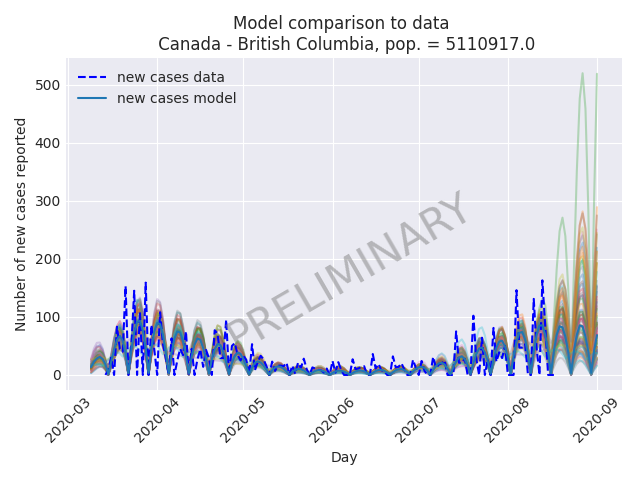 Model comparison to data
Canada - British Columbia, pop. = 5110917.0
new cases data
new cases model
500
400
300
200
100
0
Number of new cases reported
PRELIMINARY
2020-03
2020-04
2020-05
2020-06
2020-07
2020-08
2020-09
Day